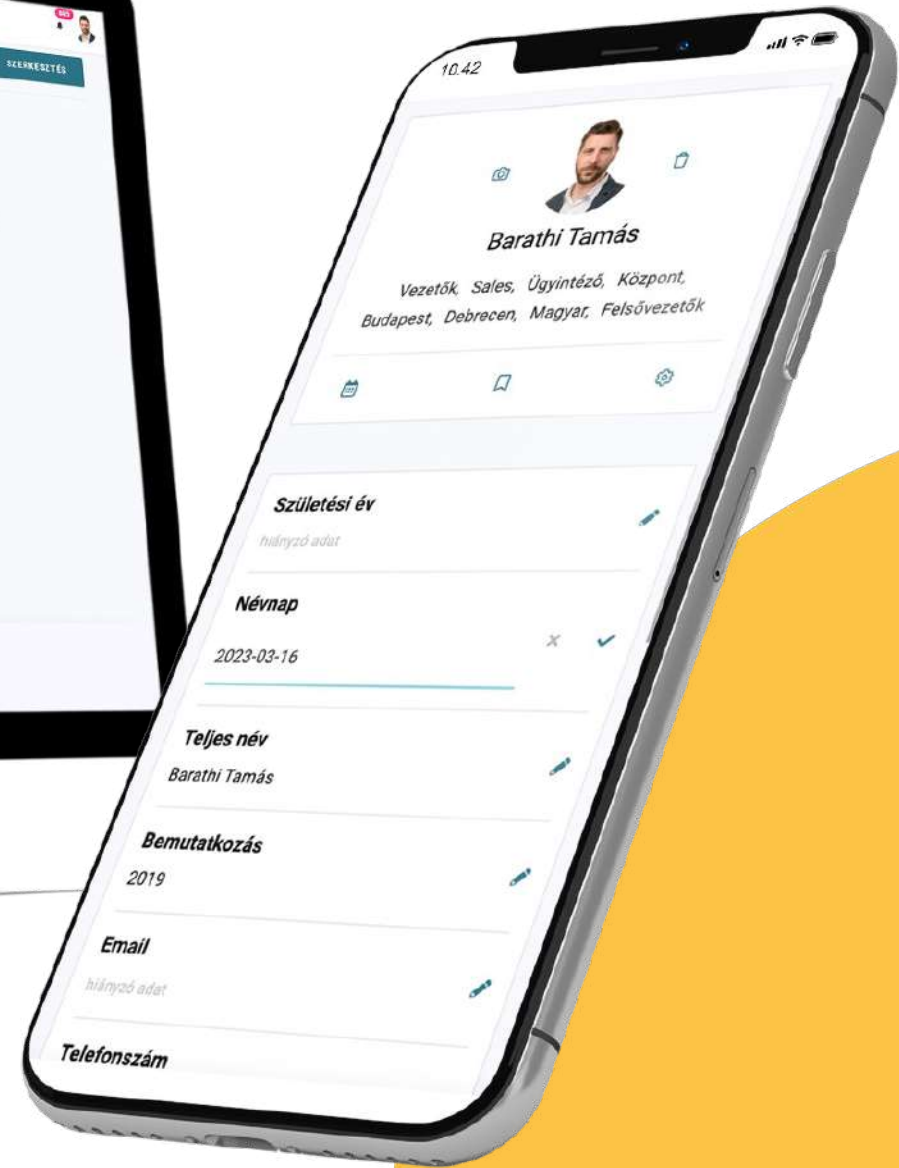 SZERKESZTÉS
10:42
Barathi Tamás
Vezetők, Sales, Ügyintéző, Központ,
Budapest, Debrecen, Magyar, Felsővezetők
Születési év
hiányzó adat
Névnap
2023-03-16
Teljes név
Barathi Tamás
Bemutatkozás
2019
Email
hiányzó adat
Telefonszám